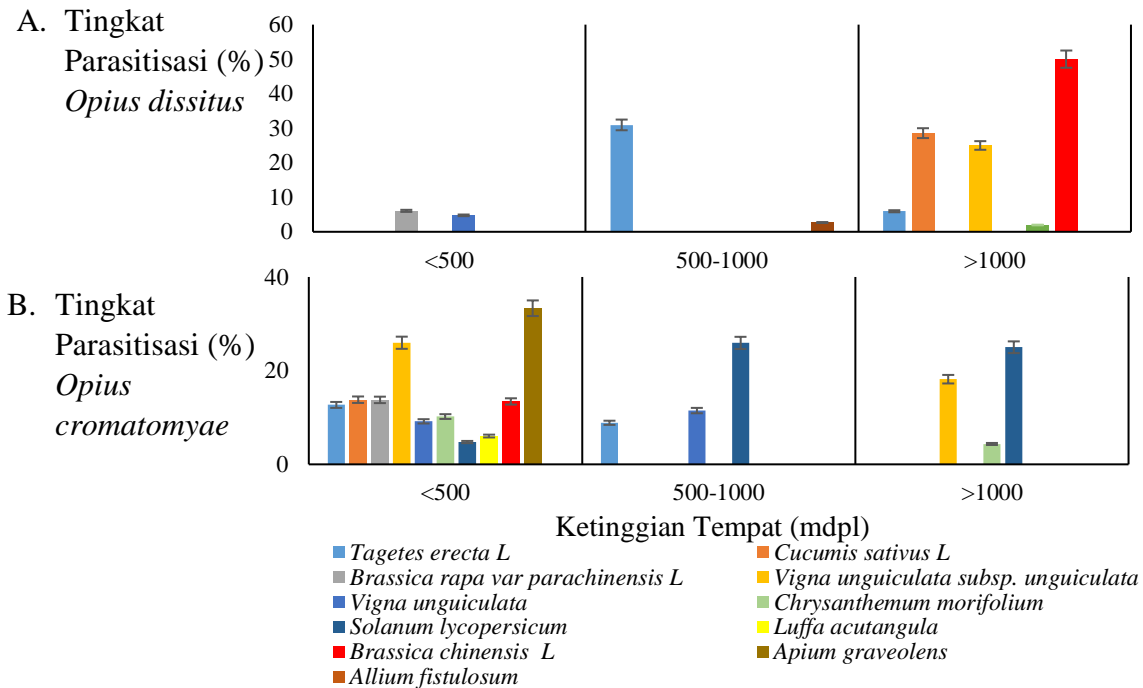 A. Tingkat
Parasitisasi (%)
Opius dissitus
60
50
40
30
20
10
0
<500 500-1000 >1000
B. Tingkat
Parasitisasi (%)
Opius
cromatomyae
40
20
0
<500 500-1000 >1000
Ketinggian Tempat (mdpl)
Tagetes erecta L Cucumis sativus L
Brassica rapa var parachinensis L Vigna unguiculata subsp. unguiculata
Vigna unguiculata Chrysanthemum morifolium
Solanum lycopersicum Luffa acutangula
Brassica chinensis L Apium graveolens
Allium fistulosum